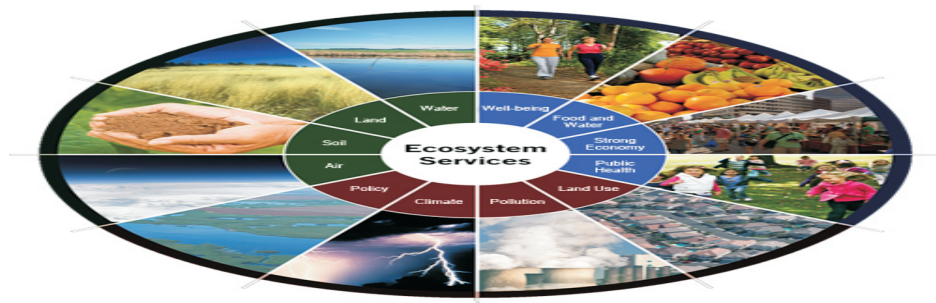 Water
Well-being
Land
Food and
Water
Soil
Ecosystem
Services
Strong
Economy
Air
Public
Health
Policy
Land Use
Climate
Pollution